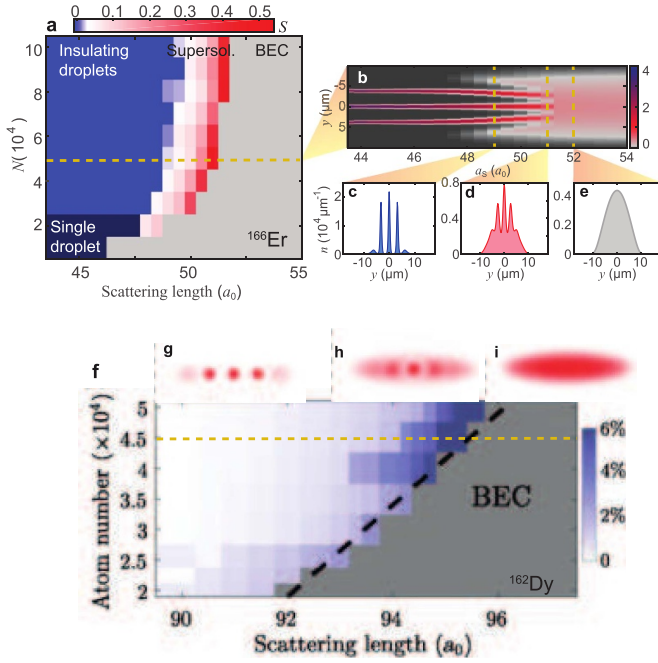 0 0.1 0.2 0.3 0.4 0.5 S
a
Insulating droplets
Supersol.
BEC
10
8
6
4
2
N(10⁴)
Single droplet
¹⁶⁶Er
45 50 55
Scattering length (a₀)
b
-5
0
5
y (μm)
44 46 48 50 52 54
aₛ (a₀)
4
2
0
2
1
0
c
2
1
0
n (10⁴ μm⁻¹)
-10 0 10
y (μm)
d
0.8
0.4
0
-10 0 10
y (μm)
e
0.4
0
-10 0 10
y (μm)
f
g
h
i
5
4.5
4
3.5
3
2.5
2
Atom number (×10⁴)
BEC
¹⁶²Dy
6%
4%
2%
0
90 92 94 96
Scattering length (a₀)